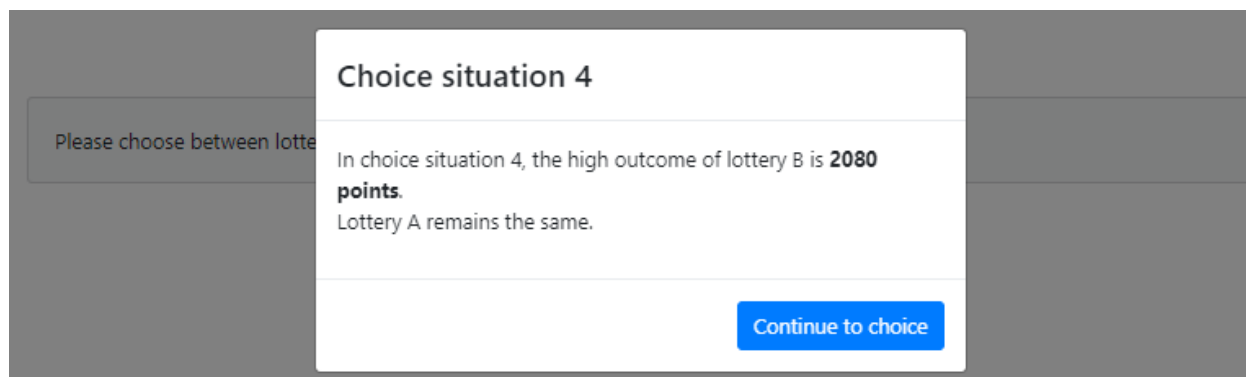 Choice situation 4
Please choose between lotte
In choice situation 4, the high outcome of lottery B is 2080
points.
Lottery A remains the same.
Continue to choice